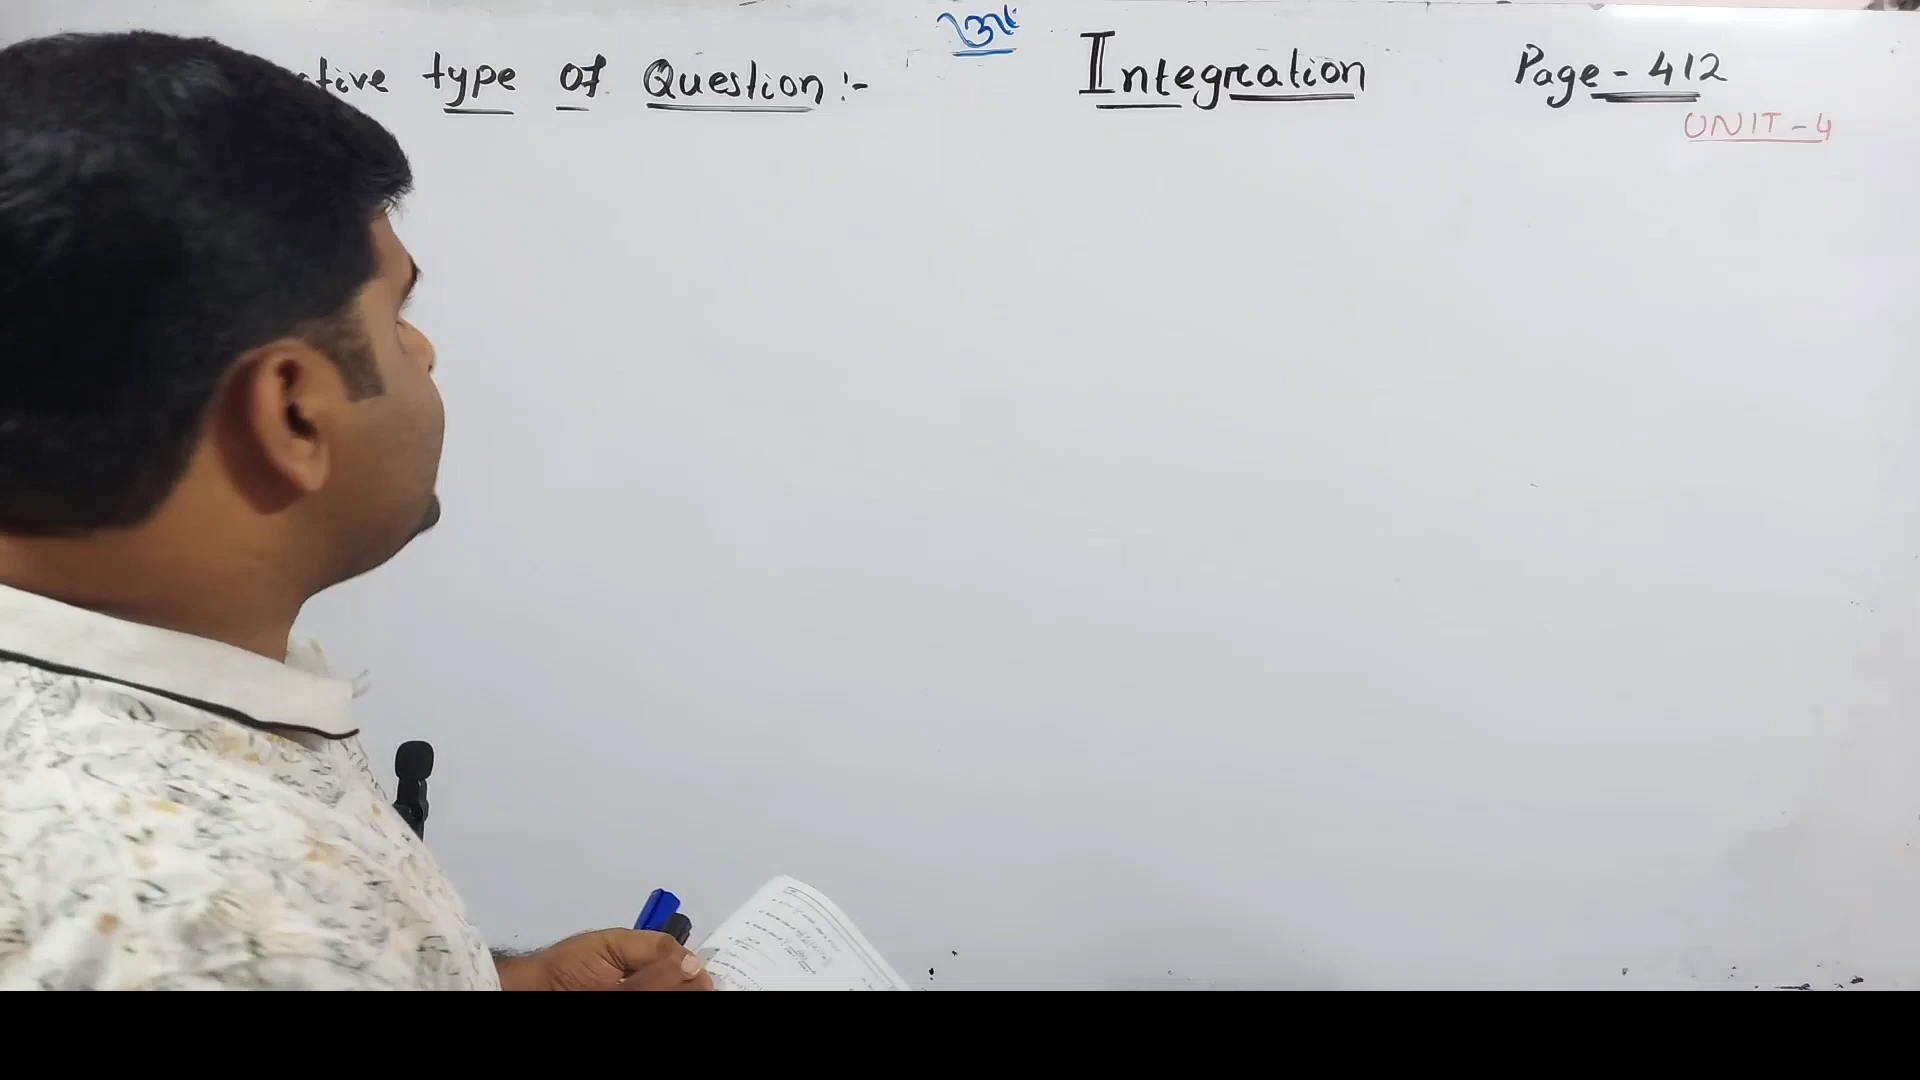 type of Question :- Integration Page - 412
UNIT - 4